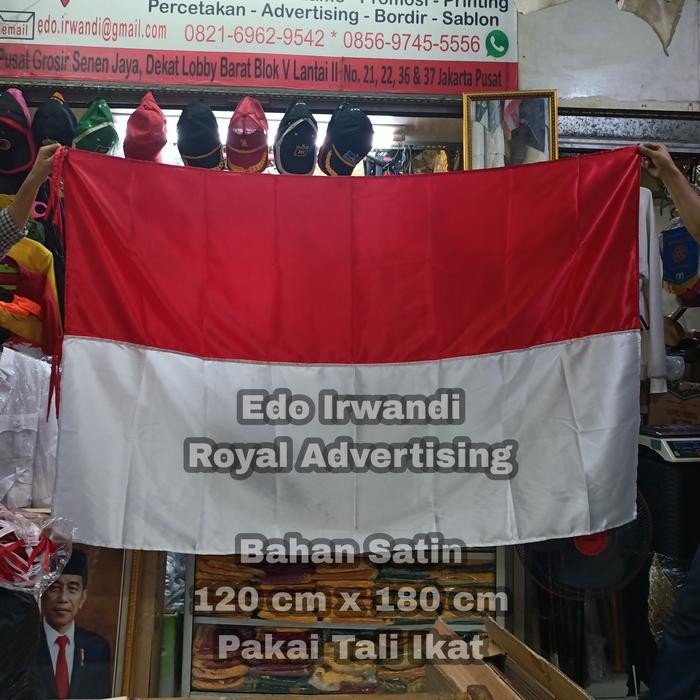 Percetakan - Advertising - Bordir - Sablon
email edo.irwandi@gmail.com 0821-6962-9542 * 0856-9745-5556
Pusat Grosir Senen Jaya, Dekat Lobby Barat Blok V Lantai II No. 21, 22, 36 & 37 Jakarta Pusat
Edo Irwandi
Royal Advertising
Bahan Satin
120 cm x 180 cm
Pakai Tali Ikat